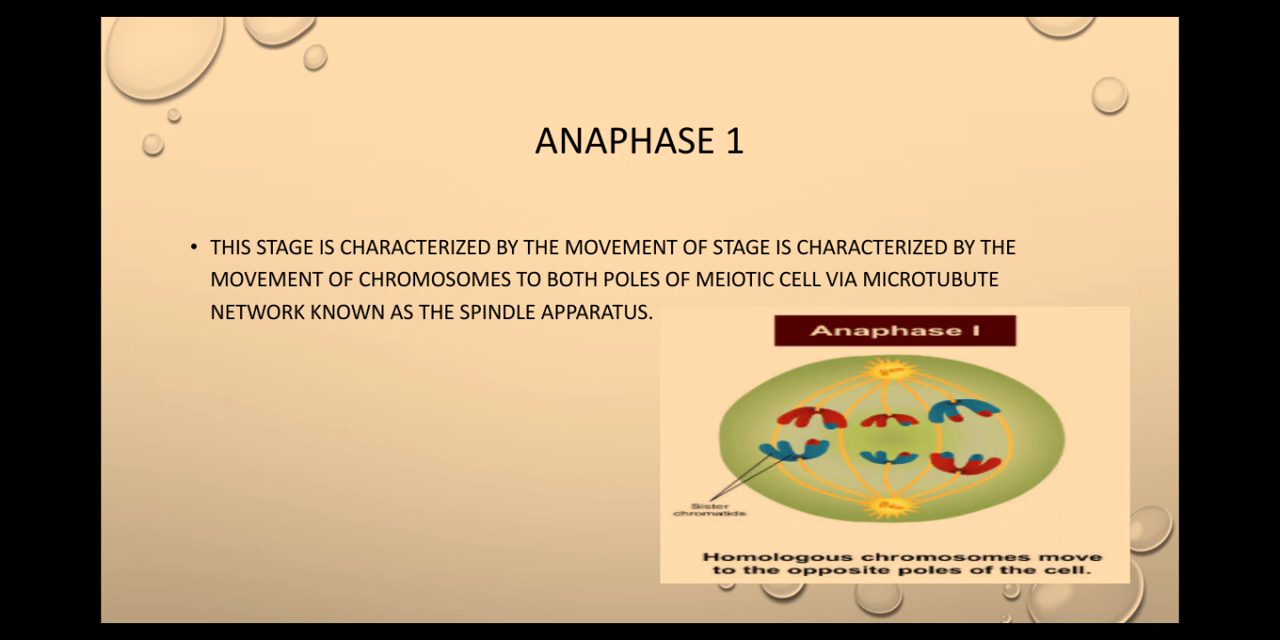 ANAPHASE 1
• THIS STAGE IS CHARACTERIZED BY THE MOVEMENT OF STAGE IS CHARACTERIZED BY THE
MOVEMENT OF CHROMOSOMES TO BOTH POLES OF MEIOTIC CELL VIA MICROTUBUTE
NETWORK KNOWN AS THE SPINDLE APPARATUS.
Anaphase I
Sister
chromatids
Homologous chromosomes move
to the opposite poles of the cell.